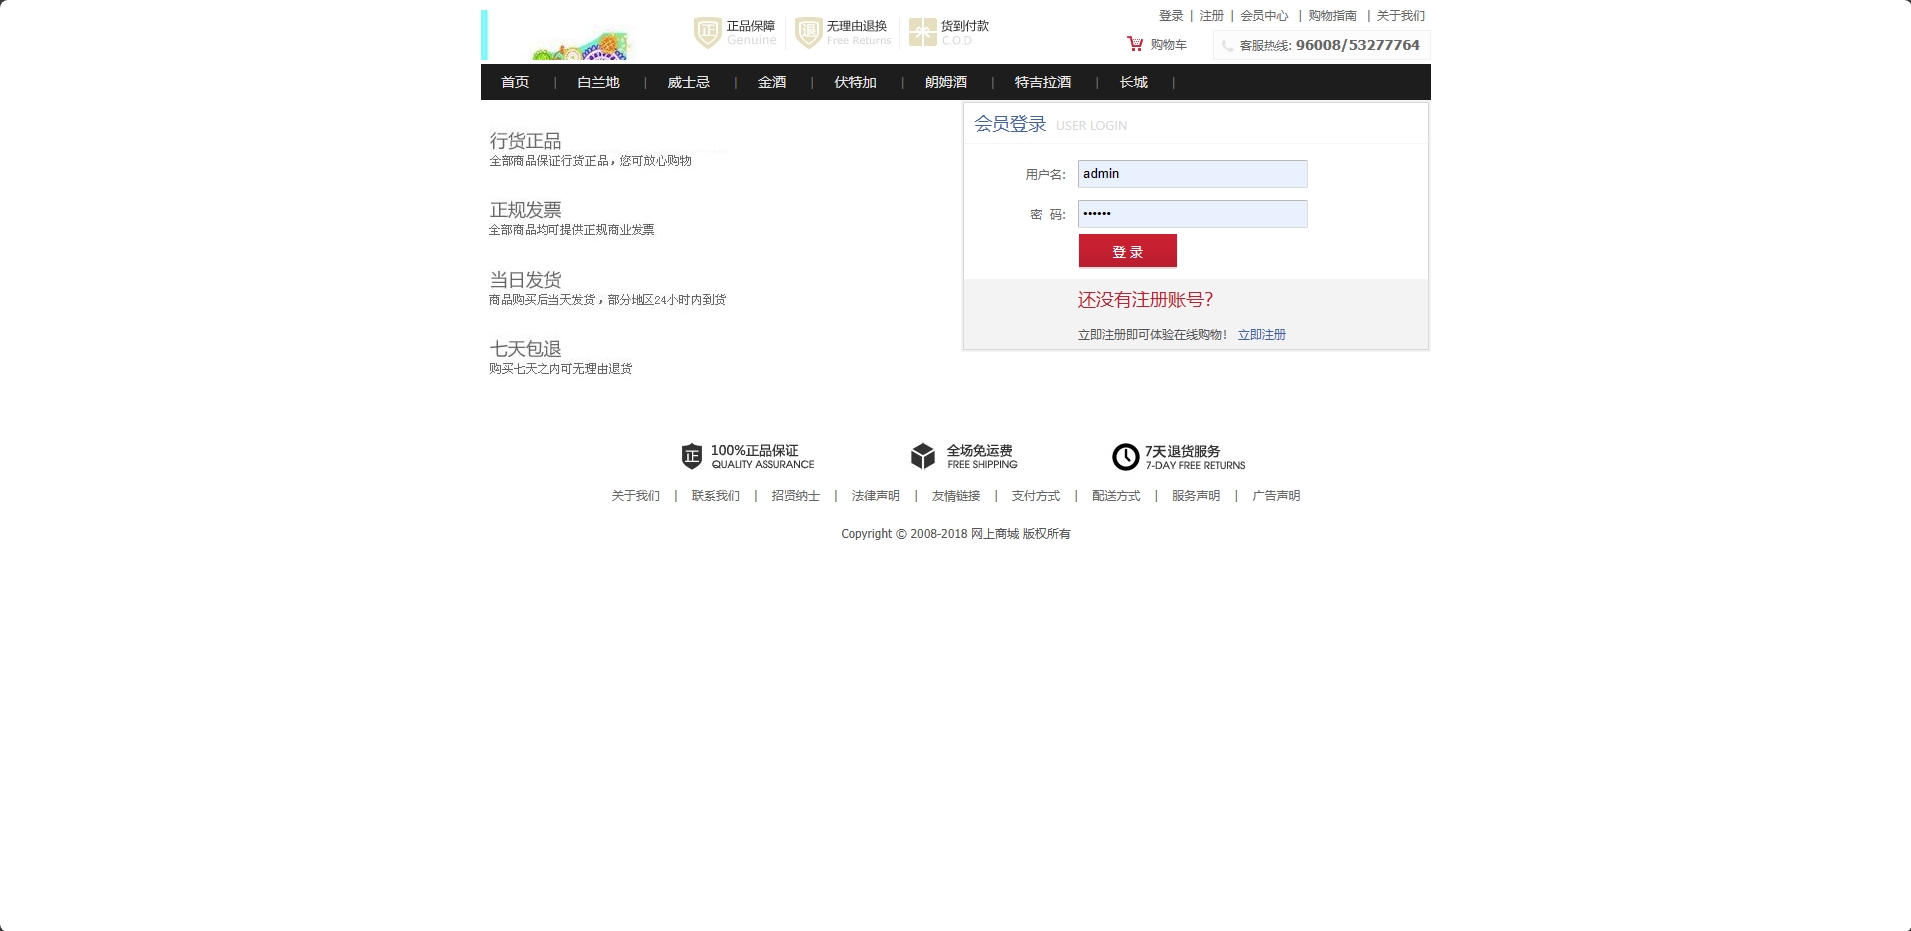 正 正品保障 退 无理由退换 货到付款
Genuine Free Returns C.O.D
登录 | 注册 | 会员中心 | 购物指南 | 关于我们
购物车 客服热线: 96008/53277764
首页 | 白兰地 | 威士忌 | 金酒 | 伏特加 | 朗姆酒 | 特吉拉酒 | 长城 |
行货正品
全部商品保证行货正品，您可放心购物
正规发票
全部商品均可提供正规商业发票
当日发货
商品购买后当天发货，部分地区24小时内到货
七天包退
购买七天之内可无理由退货
会员登录 USER LOGIN
用户名: admin
密 码: ••••••
登 录
还没有注册账号?
立即注册即可体验在线购物! 立即注册
正 100%正品保证 全场免运费 7天退货服务
QUALITY ASSURANCE FREE SHIPPING 7-DAY FREE RETURNS
关于我们 | 联系我们 | 招贤纳士 | 法律声明 | 友情链接 | 支付方式 | 配送方式 | 服务声明 | 广告声明
Copyright © 2008-2018 网上商城 版权所有